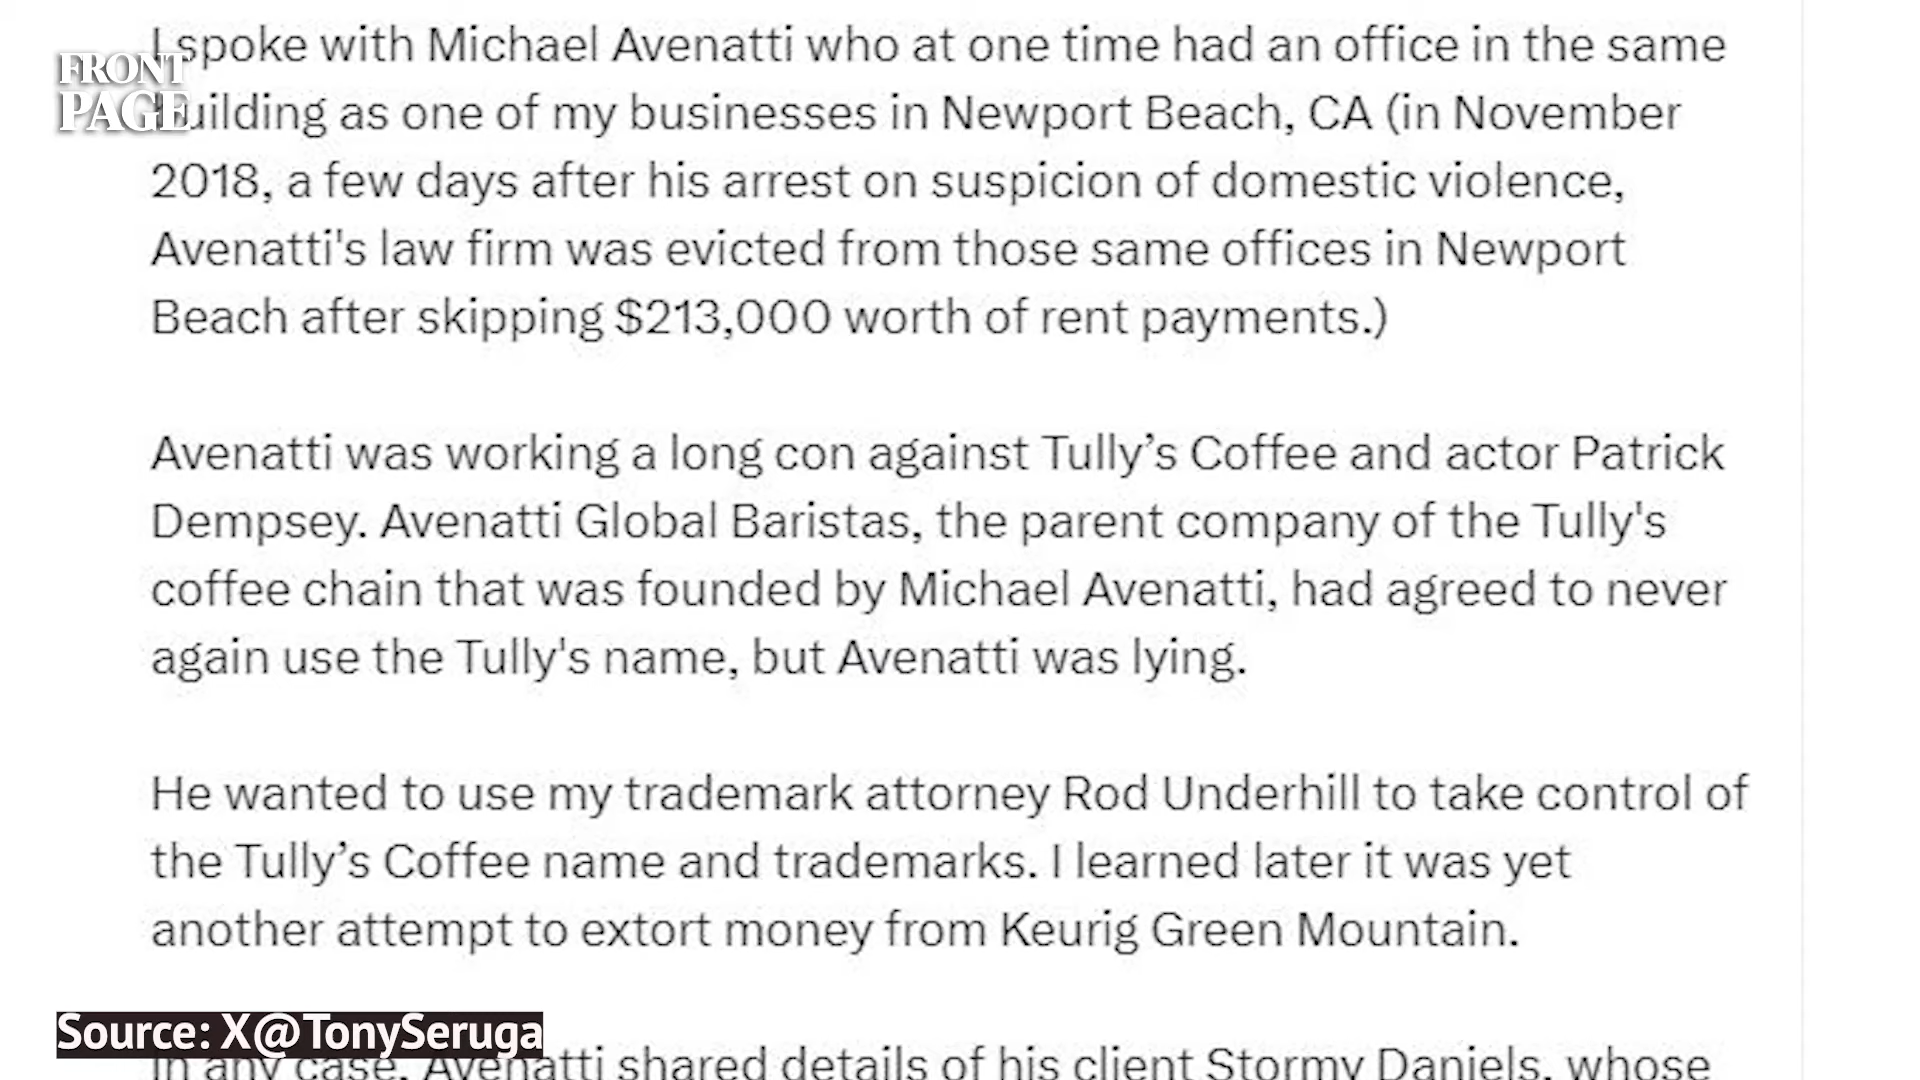 I spoke with Michael Avenatti who at one time had an office in the same
FRONT
PAGE
building as one of my businesses in Newport Beach, CA (in November
2018, a few days after his arrest on suspicion of domestic violence,
Avenatti's law firm was evicted from those same offices in Newport
Beach after skipping $213,000 worth of rent payments.)
Avenatti was working a long con against Tully’s Coffee and actor Patrick
Dempsey. Avenatti Global Baristas, the parent company of the Tully's
coffee chain that was founded by Michael Avenatti, had agreed to never
again use the Tully's name, but Avenatti was lying.
He wanted to use my trademark attorney Rod Underhill to take control of
the Tully’s Coffee name and trademarks. I learned later it was yet
another attempt to extort money from Keurig Green Mountain.
Source: X@TonySeruga
In any case, Avenatti shared details of his client Stormy Daniels, whose